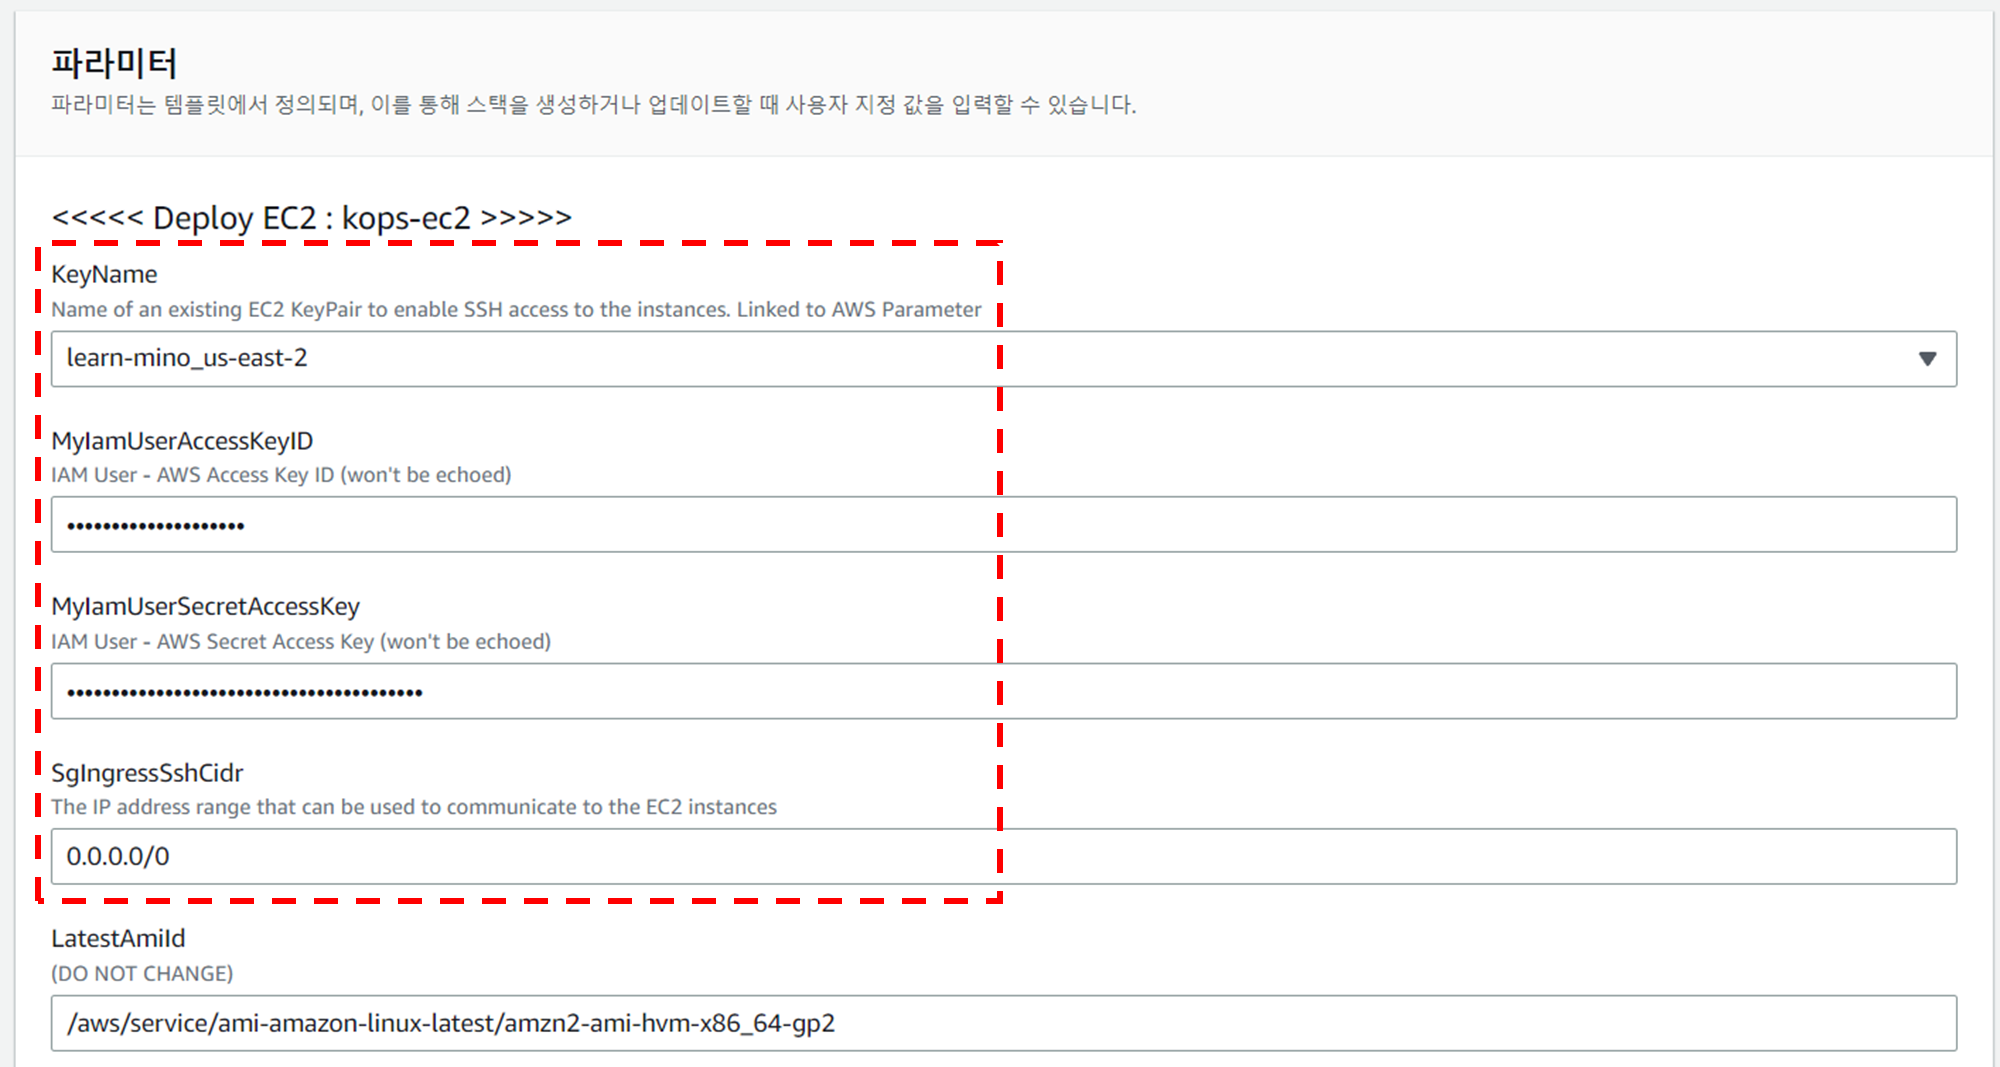 파라미터
파라미터는 템플릿에서 정의되며, 이를 통해 스택을 생성하거나 업데이트할 때 사용자 지정 값을 입력할 수 있습니다.
<<<<< Deploy EC2 : kops-ec2 >>>>>
KeyName
Name of an existing EC2 KeyPair to enable SSH access to the instances. Linked to AWS Parameter
learn-mino_us-east-2
MyIamUserAccessKeyID
IAM User - AWS Access Key ID (won't be echoed)
••••••••••••••••••••
MyIamUserSecretAccessKey
IAM User - AWS Secret Access Key (won't be echoed)
••••••••••••••••••••••••••••••••••••••••
SgIngressSshCidr
The IP address range that can be used to communicate to the EC2 instances
0.0.0.0/0
LatestAmiId
(DO NOT CHANGE)
/aws/service/ami-amazon-linux-latest/amzn2-ami-hvm-x86_64-gp2